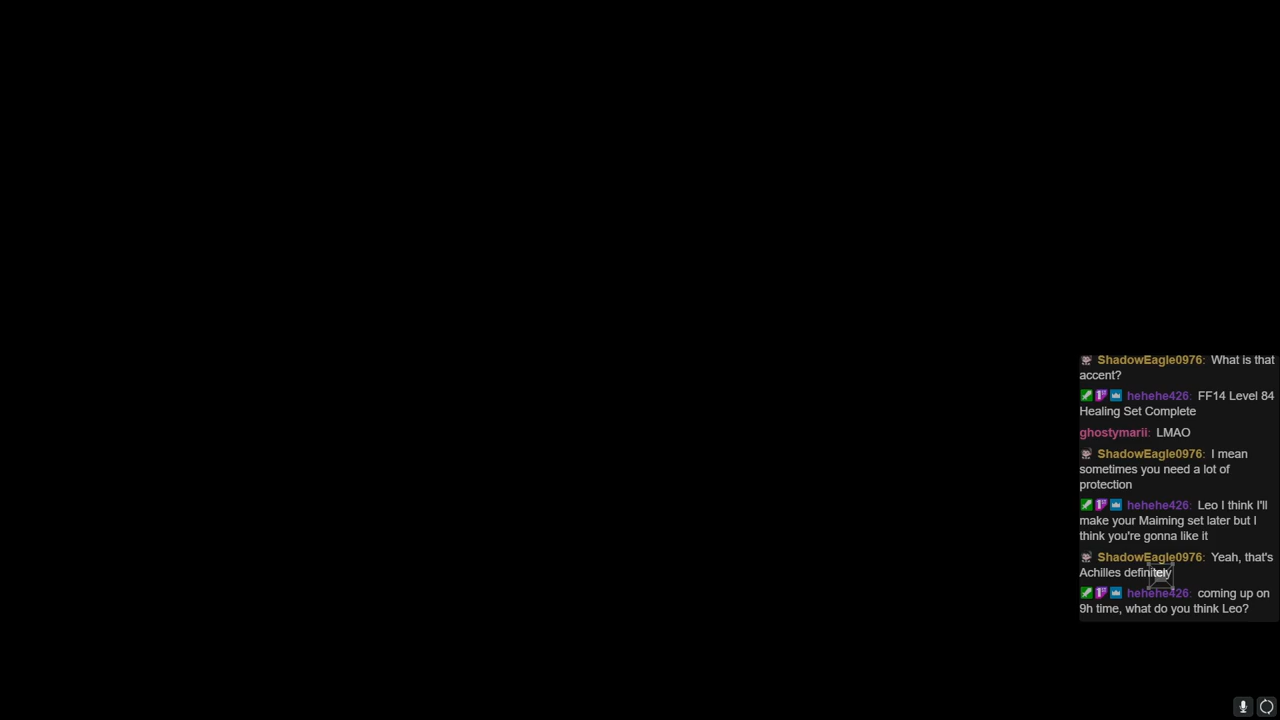 ShadowEagle0976: What is that
accent?
hehehe426: FF14 Level 84
Healing Set Complete
ghostymarii: LMAO
ShadowEagle0976: I mean
sometimes you need a lot of
protection
hehehe426: Leo I think I'll
make your Maiming set later but I
think you're gonna like it
ShadowEagle0976: Yeah, that's
Achilles definitely
hehehe426: coming up on
9h time, what do you think Leo?